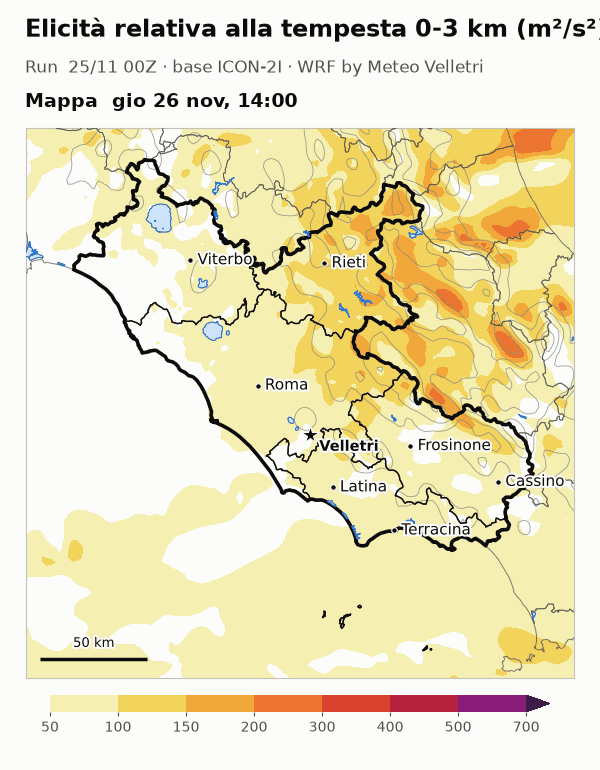 Elicità relativa alla tempesta 0-3 km (m²/s²)
Run 25/11 00Z · base ICON-2I · WRF by Meteo Velletri
Mappa gio 26 nov, 14:00
Viterbo
Rieti
Roma
Velletri
Frosinone
Latina
Cassino
Terracina
50 km
50 100 150 200 300 400 500 700